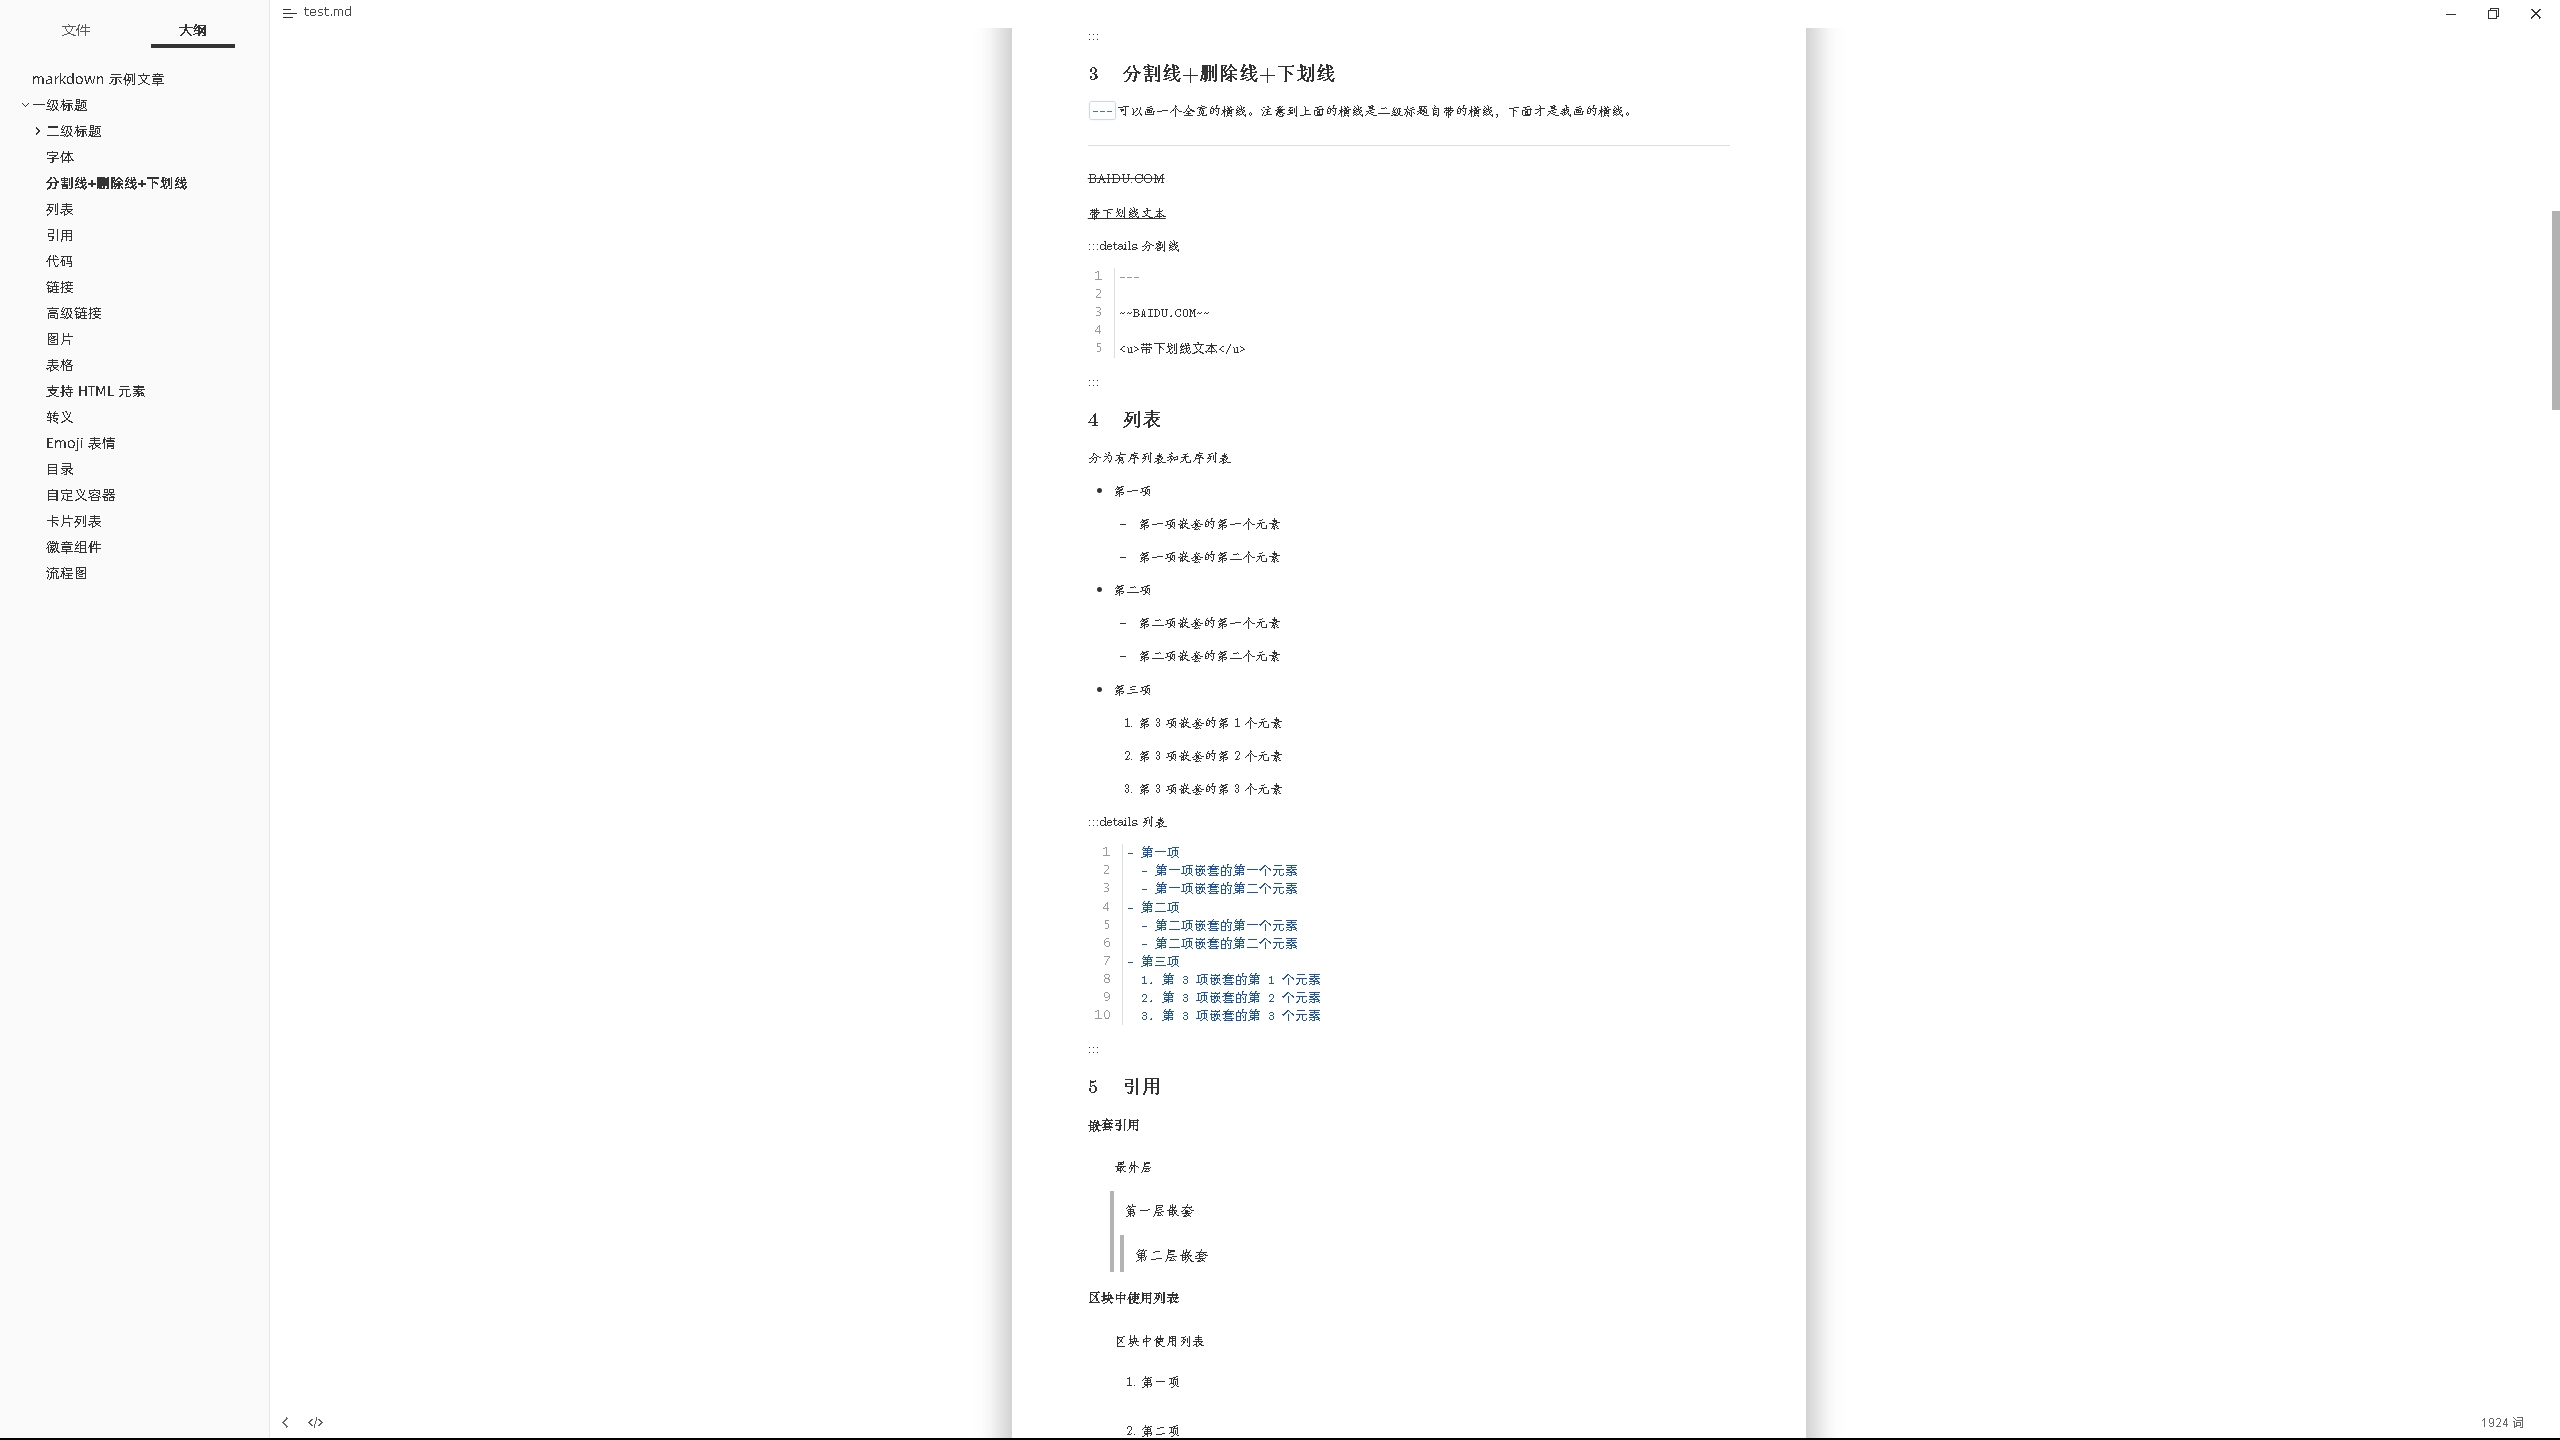 文件 大纲
markdown 示例文章
一级标题
二级标题
字体
分割线+删除线+下划线
列表
引用
代码
链接
高级链接
图片
表格
支持 HTML 元素
转义
Emoji 表情
目录
自定义容器
卡片列表
徽章组件
流程图
test.md
:::
3 分割线+删除线+下划线
--- 可以画一个全宽的横线。注意到上面的横线是二级标题自带的横线，下面才是我画的横线。
BAIDU.COM
带下划线文本
:::details 分割线
1 ---
2
3 ~~BAIDU.COM~~
4
5 <u>带下划线文本</u>
:::
4 列表
分为有序列表和无序列表
• 第一项
– 第一项嵌套的第一个元素
– 第一项嵌套的第二个元素
• 第二项
– 第二项嵌套的第一个元素
– 第二项嵌套的第二个元素
• 第三项
1. 第 3 项嵌套的第 1 个元素
2. 第 3 项嵌套的第 2 个元素
3. 第 3 项嵌套的第 3 个元素
:::details 列表
1 - 第一项
2 - 第一项嵌套的第一个元素
3 - 第一项嵌套的第二个元素
4 - 第二项
5 - 第二项嵌套的第一个元素
6 - 第二项嵌套的第二个元素
7 - 第三项
8 1. 第 3 项嵌套的第 1 个元素
9 2. 第 3 项嵌套的第 2 个元素
10 3. 第 3 项嵌套的第 3 个元素
:::
5 引用
嵌套引用
最外层
第一层嵌套
第二层嵌套
区块中使用列表
区块中使用列表
1. 第一项
2. 第二项
</> 1924 词